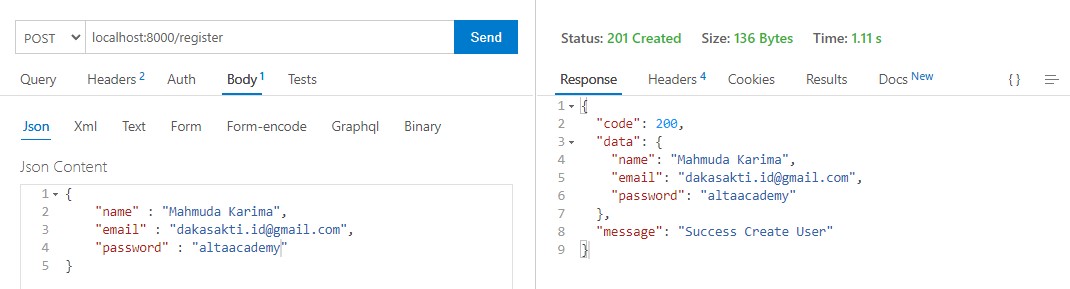 POST localhost:8000/register Send
Query Headers 2 Auth Body 1 Tests
Json Xml Text Form Form-encode Graphql Binary
Json Content
1 {
2 "name" : "Mahmuda Karima",
3 "email" : "dakasakti.id@gmail.com",
4 "password" : "altaacademy"
5 }
Status: 201 Created Size: 136 Bytes Time: 1.11 s
Response Headers 4 Cookies Results Docs New {}
1 {
2 "code": 200,
3 "data": {
4 "name": "Mahmuda Karima",
5 "email": "dakasakti.id@gmail.com",
6 "password": "altaacademy"
7 },
8 "message": "Success Create User"
9 }